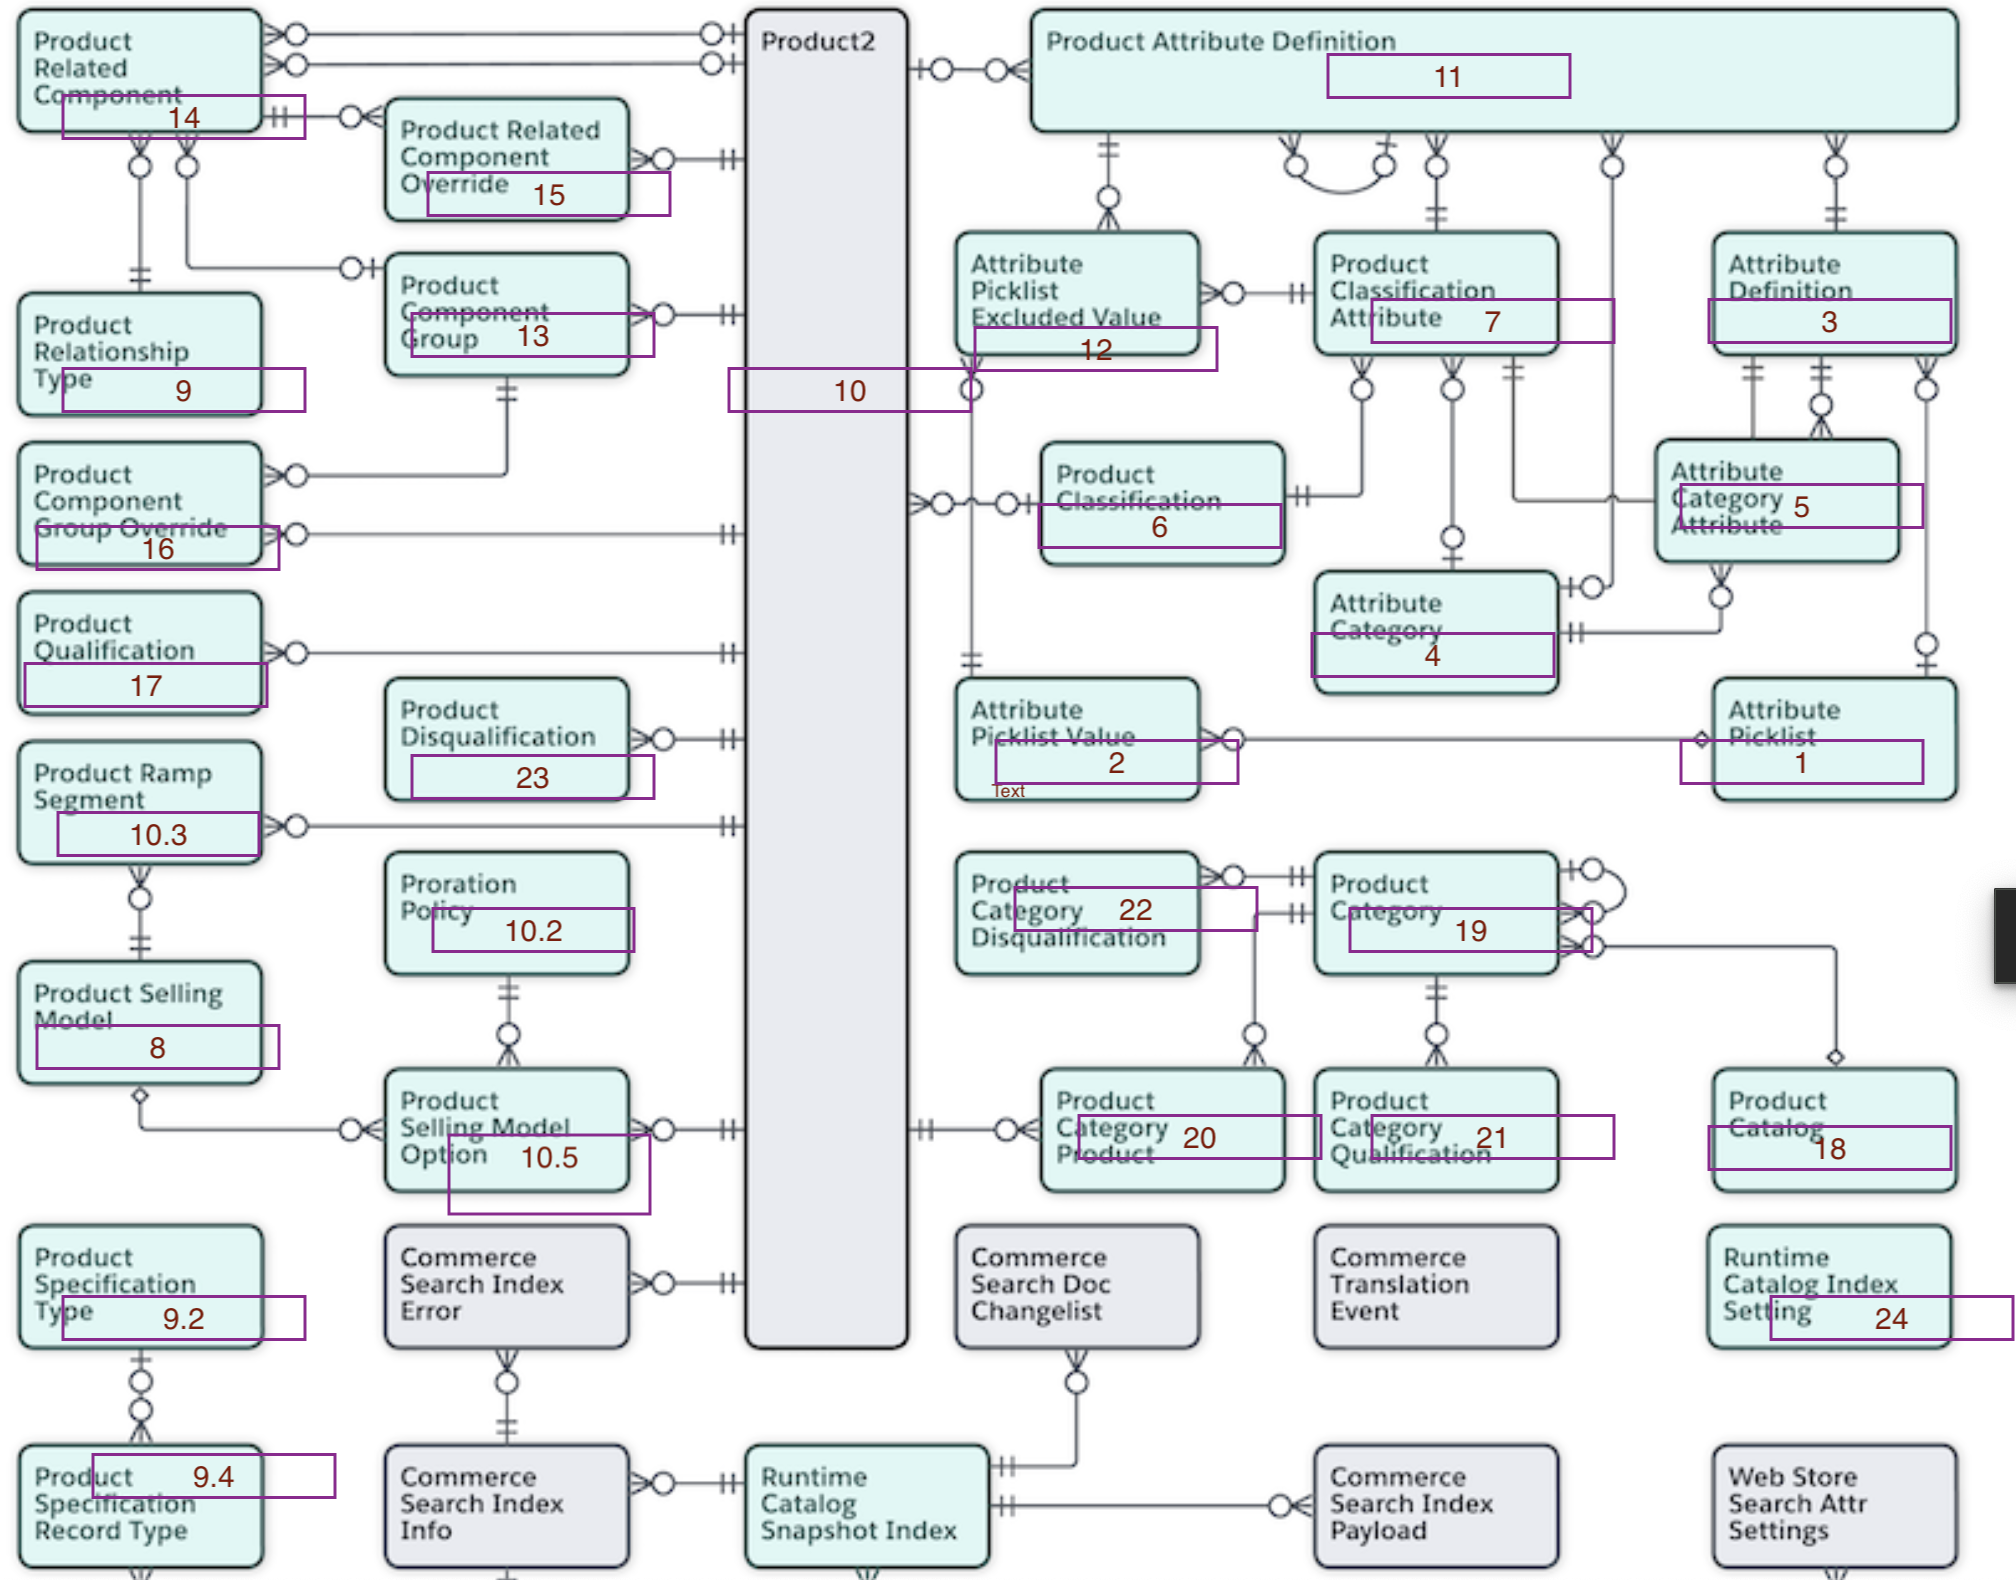 Product
Related
Component
14
Product2
Product Attribute Definition
11
Product Related
Component
Override
15
Product
Component
Group
13
Attribute
Picklist
Excluded Value
12
Product
Classification
Attribute
7
Attribute
Definition
3
Product
Relationship
Type
9
10
Product
Component
Group Override
16
Product
Classification
6
Attribute
Category
Attribute
5
Product
Qualification
17
Attribute
Category
4
Product
Disqualification
23
Attribute
Picklist Value
2
Text
Attribute
Picklist
1
Product Ramp
Segment
10.3
Proration
Policy
10.2
Product
Category
Disqualification
22
Product
Category
19
Product Selling
Model
8
Product
Selling Model
Option
10.5
Product
Category
Product
20
Product
Category
Qualification
21
Product
Catalog
18
Product
Specification
Type
9.2
Commerce
Search Index
Error
Commerce
Search Doc
Changelist
Commerce
Translation
Event
Runtime
Catalog Index
Setting
24
Product
Specification
Record Type
9.4
Commerce
Search Index
Info
Runtime
Catalog
Snapshot Index
Commerce
Search Index
Payload
Web Store
Search Attr
Settings